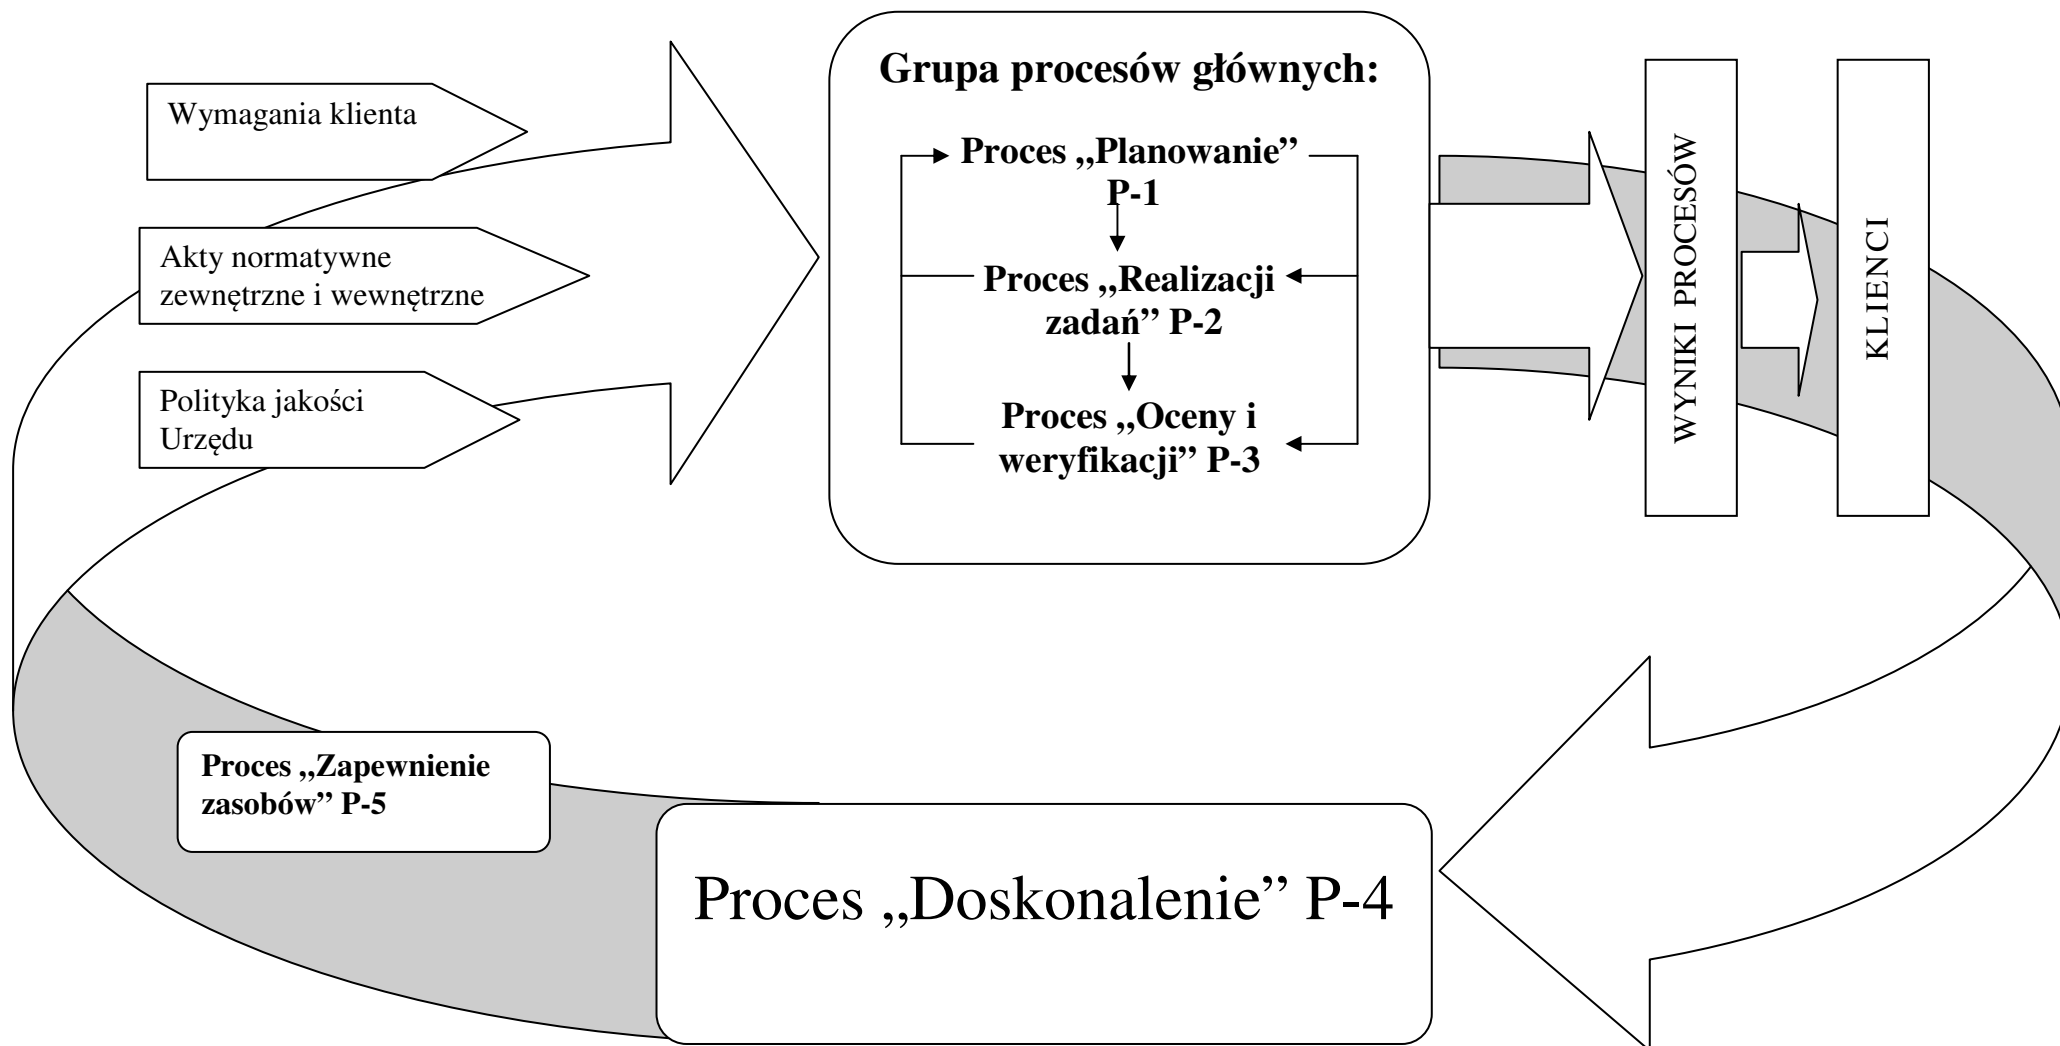 Wymagania klienta
Akty normatywne
zewnętrzne i wewnętrzne
Polityka jakości
Urzędu
Grupa procesów głównych:
Proces „Planowanie”
P-1
Proces „Realizacji
zadań” P-2
Proces „Oceny i
weryfikacji” P-3
WYNIKI PROCESÓW
KLIENCI
Proces „Zapewnienie
zasobów” P-5
Proces „Doskonalenie” P-4